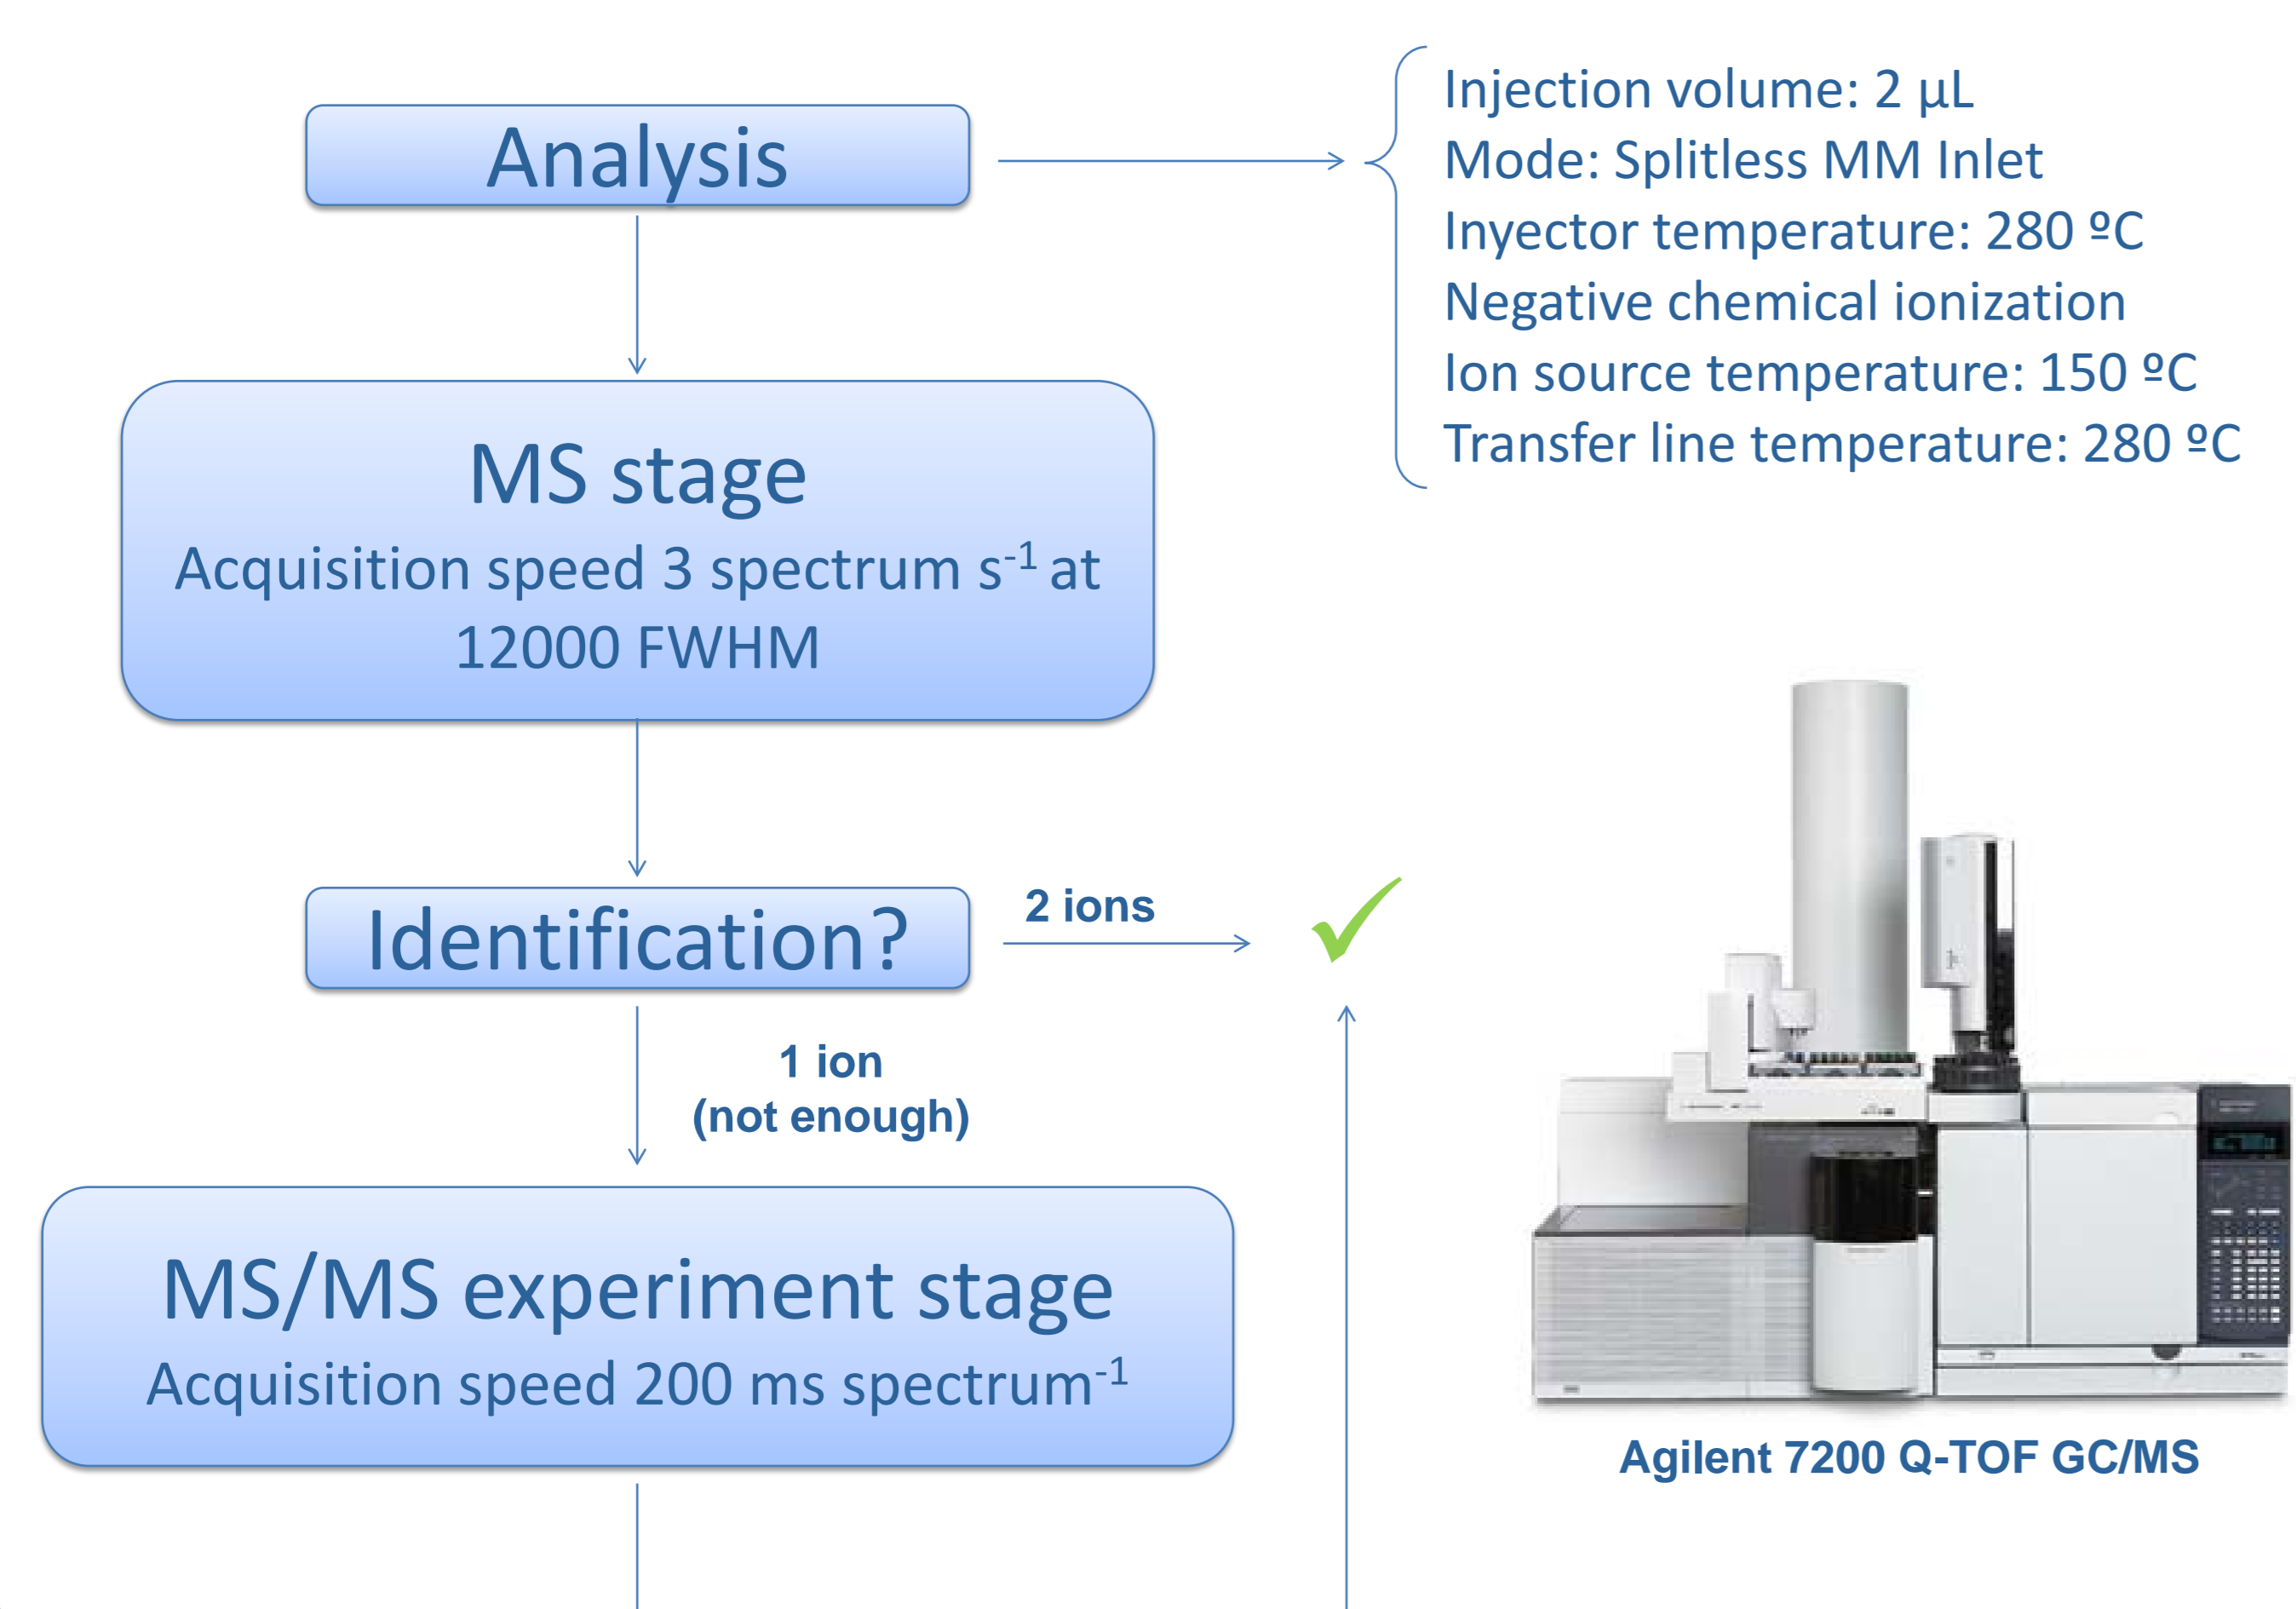 Analysis
Injection volume: 2 µL
Mode: Splitless MM Inlet
Inyector temperature: 280 ºC
Negative chemical ionization
Ion source temperature: 150 ºC
Transfer line temperature: 280 ºC
MS stage
Acquisition speed 3 spectrum s⁻¹ at
12000 FWHM
Identification?
2 ions
1 ion
(not enough)
MS/MS experiment stage
Acquisition speed 200 ms spectrum⁻¹
Agilent 7200 Q-TOF GC/MS